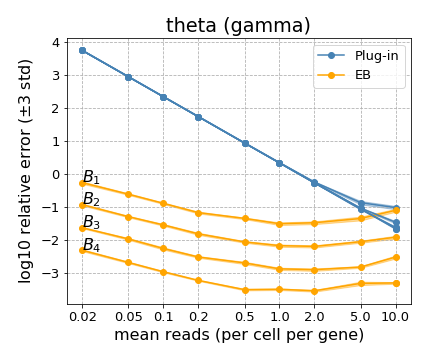 theta (gamma)
log10 relative error (±3 std)
4
3
2
1
0
−1
−2
−3
Plug-in
EB
B1
B2
B3
B4
0.02 0.05 0.1 0.2 0.5 1.0 2.0 5.0 10.0
mean reads (per cell per gene)